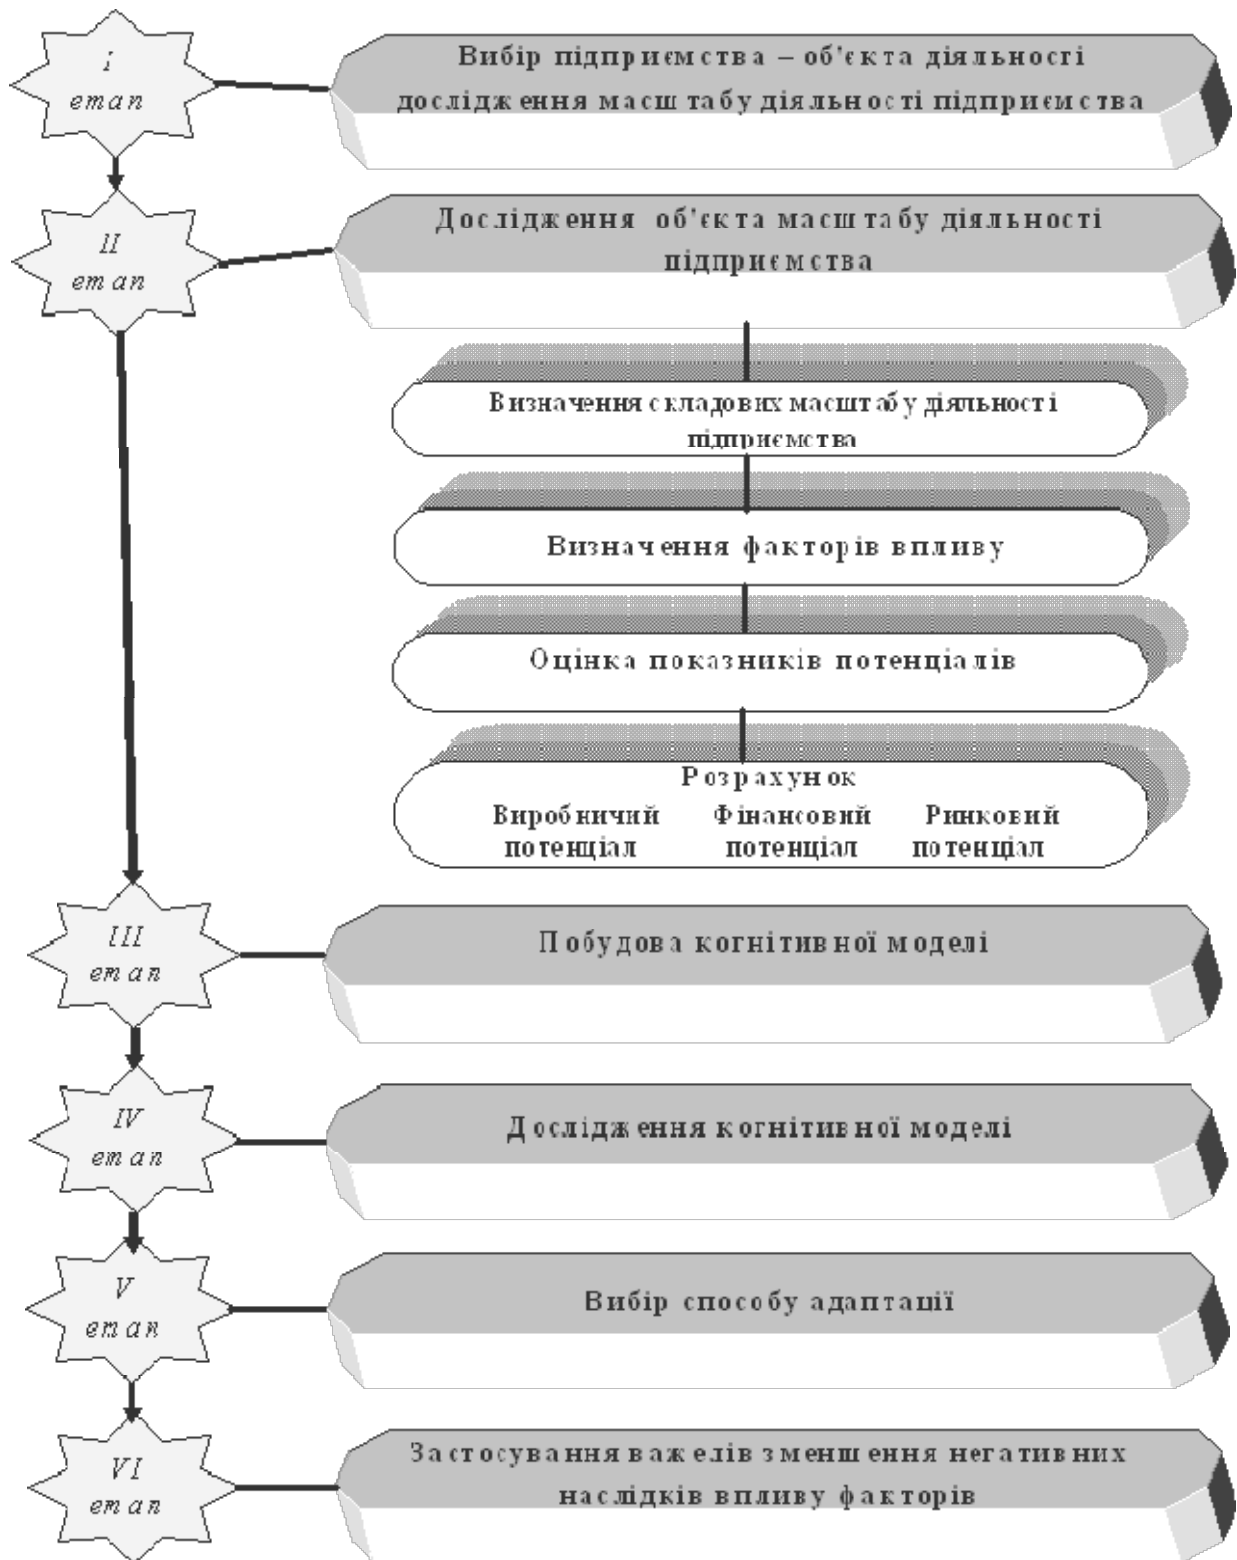 І
етап
Вибір підприємства – об'єкта діяльності
дослідження масштабу діяльності підприємства
ІІ
етап
Дослідження об'єкта масштабу діяльності
підприємства
Визначення складових масштабу діяльності
підприємства
Визначення факторів впливу
Оцінка показників потенціалів
Розрахунок
Виробничий Фінансовий Ринковий
потенціал потенціал потенціал
ІІІ
етап
Побудова когнітивної моделі
IV
етап
Дослідження когнітивної моделі
V
етап
Вибір способу адаптації
VI
етап
Застосування важелів зменшення негативних
наслідків впливу факторів